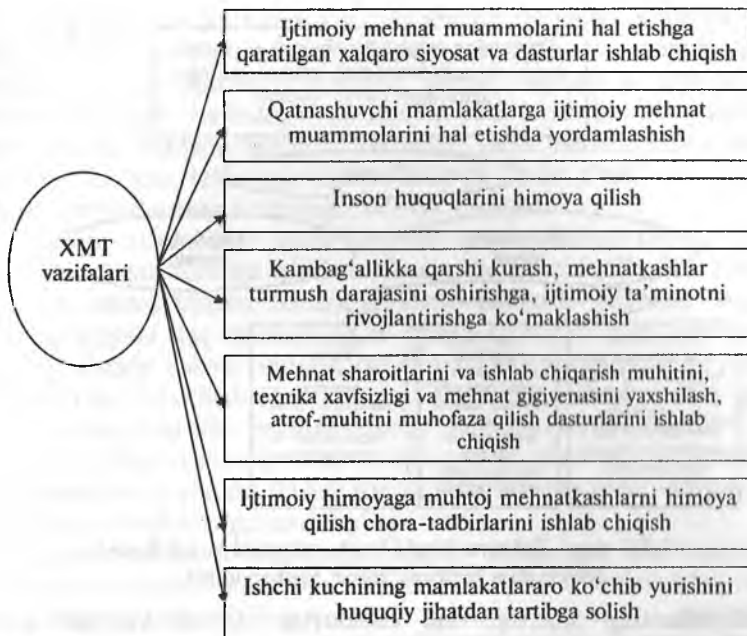 Ijtimoiy mehnat muammolarini hal etishga
qaratilgan xalqaro siyosat va dasturlar ishlab chiqish
Qatnashuvchi mamlakatlarga ijtimoiy mehnat
muammolarini hal etishda yordamlashish
Inson huquqlarini himoya qilish
XMT
vazifalari
Kambag‘allikka qarshi kurash, mehnatkashlar
turmush darajasini oshirishga, ijtimoiy ta’minotni
rivojlantirishga ko‘maklashish
Mehnat sharoitlarini va ishlab chiqarish muhitini,
texnika xavfsizligi va mehnat gigiyenasini yaxshilash,
atrof-muhitni muhofaza qilish dasturlarini ishlab
chiqish
Ijtimoiy himoyaga muhtoj mehnatkashlarni himoya
qilish chora-tadbirlarini ishlab chiqish
Ishchi kuchining mamlakatlararo ko‘chib yurishini
huquqiy jihatdan tartibga solish